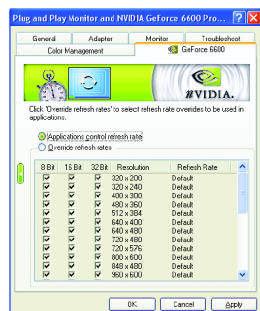 Plug and Play Monitor and NVIDIA Geforce 6600 Pro...
General Adapter Monitor Troubleshoot
Color Management GeForce 6600
NVIDIA.
Click 'Override refresh rates' to select refresh rate overrides to be used in
applications.
Applications control refresh rate
Override refresh rates
8 Bit 16 Bit 32 Bit Resolution Refresh Rate
320 x 200 Default
320 x 240 Default
400 x 300 Default
480 x 360 Default
512 x 384 Default
640 x 400 Default
640 x 480 Default
720 x 480 Default
720 x 576 Default
800 x 600 Default
848 x 480 Default
960 x 600 Default
OK Cancel Apply